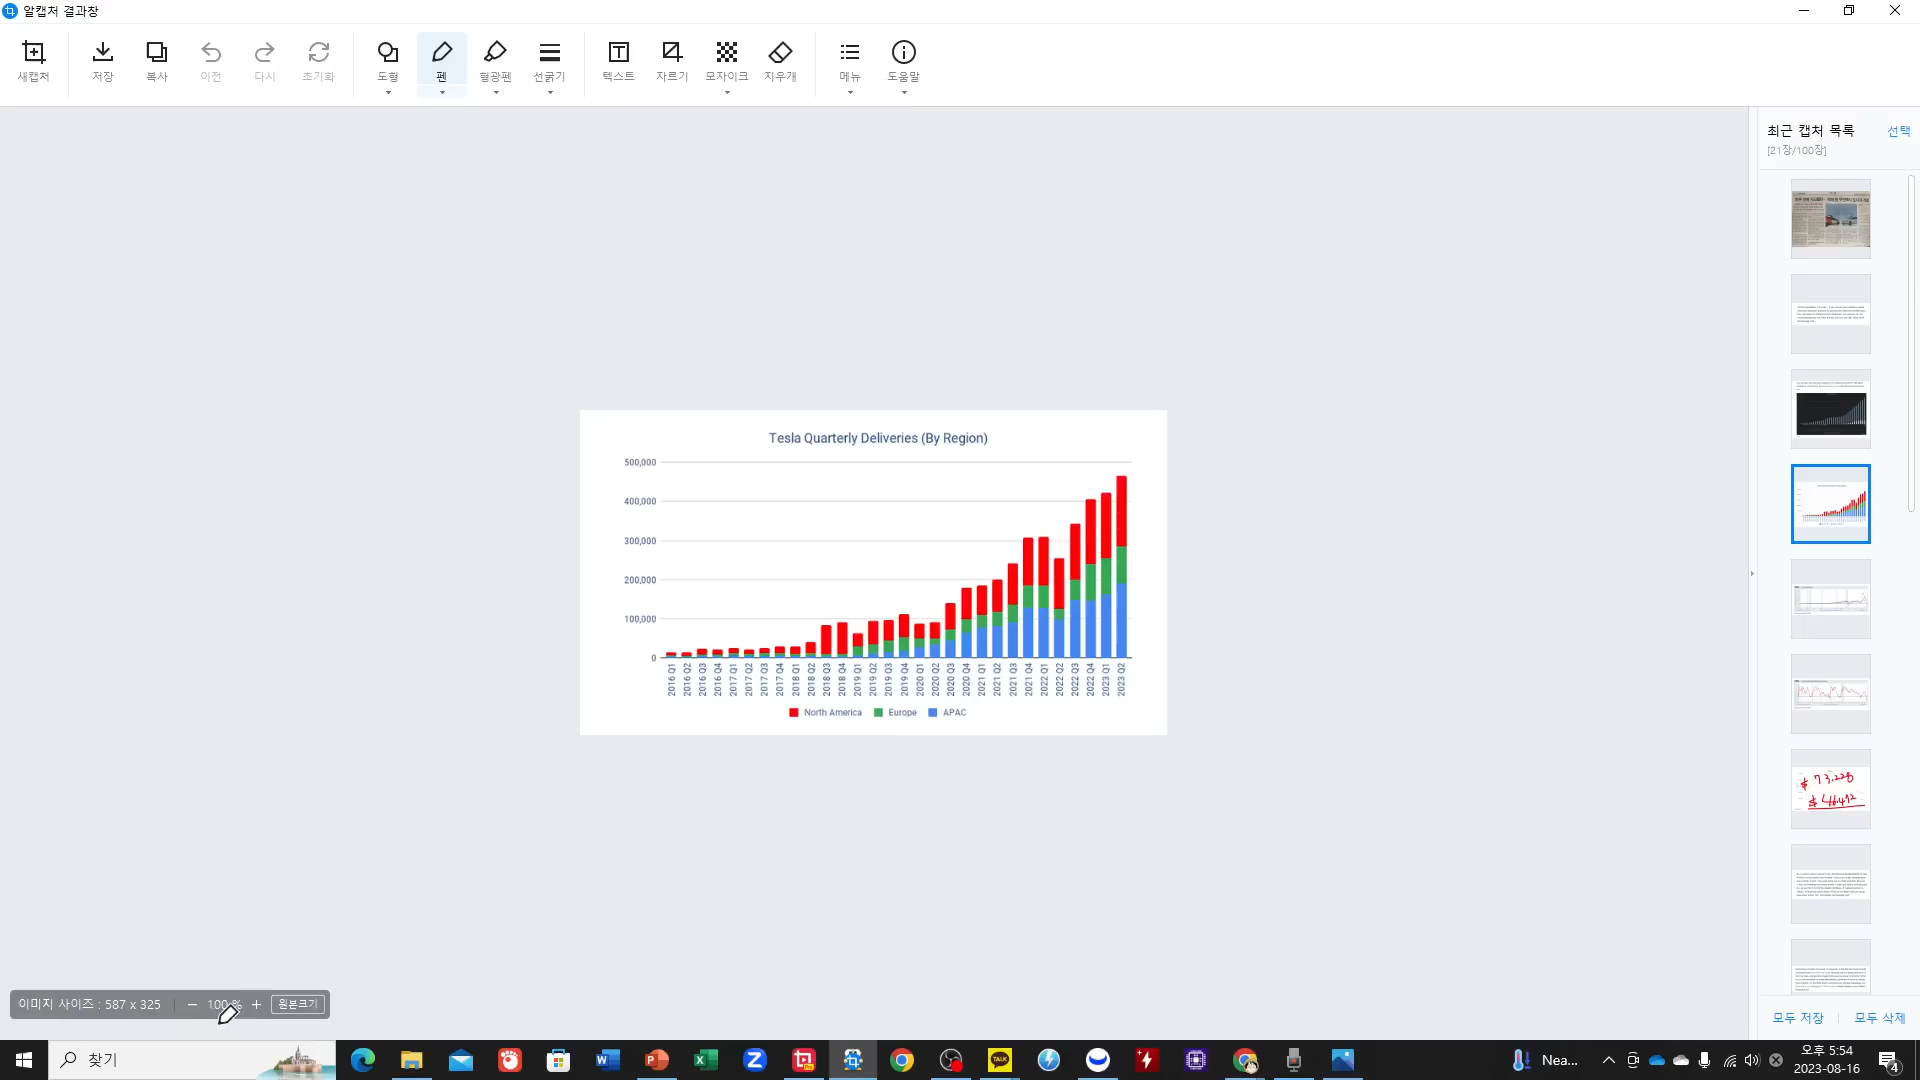 알캡처 결과창
새캡처 저장 복사 이전 다시 초기화 도형 펜 형광펜 선굵기 텍스트 자르기 모자이크 지우개 메뉴 도움말
최근 캡처 목록 선택
[21장/100장]
Tesla Quarterly Deliveries (By Region)
500,000
400,000
300,000
200,000
100,000
0
2016 Q1 2016 Q2 2016 Q3 2016 Q4 2017 Q1 2017 Q2 2017 Q3 2017 Q4 2018 Q1 2018 Q2 2018 Q3 2018 Q4 2019 Q1 2019 Q2 2019 Q3 2019 Q4 2020 Q1 2020 Q2 2020 Q3 2020 Q4 2021 Q1 2021 Q2 2021 Q3 2021 Q4 2022 Q1 2022 Q2 2022 Q3 2022 Q4 2023 Q1 2023 Q2
North America Europe APAC
$ 73,228
이미지 사이즈 : 587 x 325 − 100 % + 원본크기
모두 저장 모두 삭제
찾기
TALK
Nea...
오후 5:54
2023-08-16
4